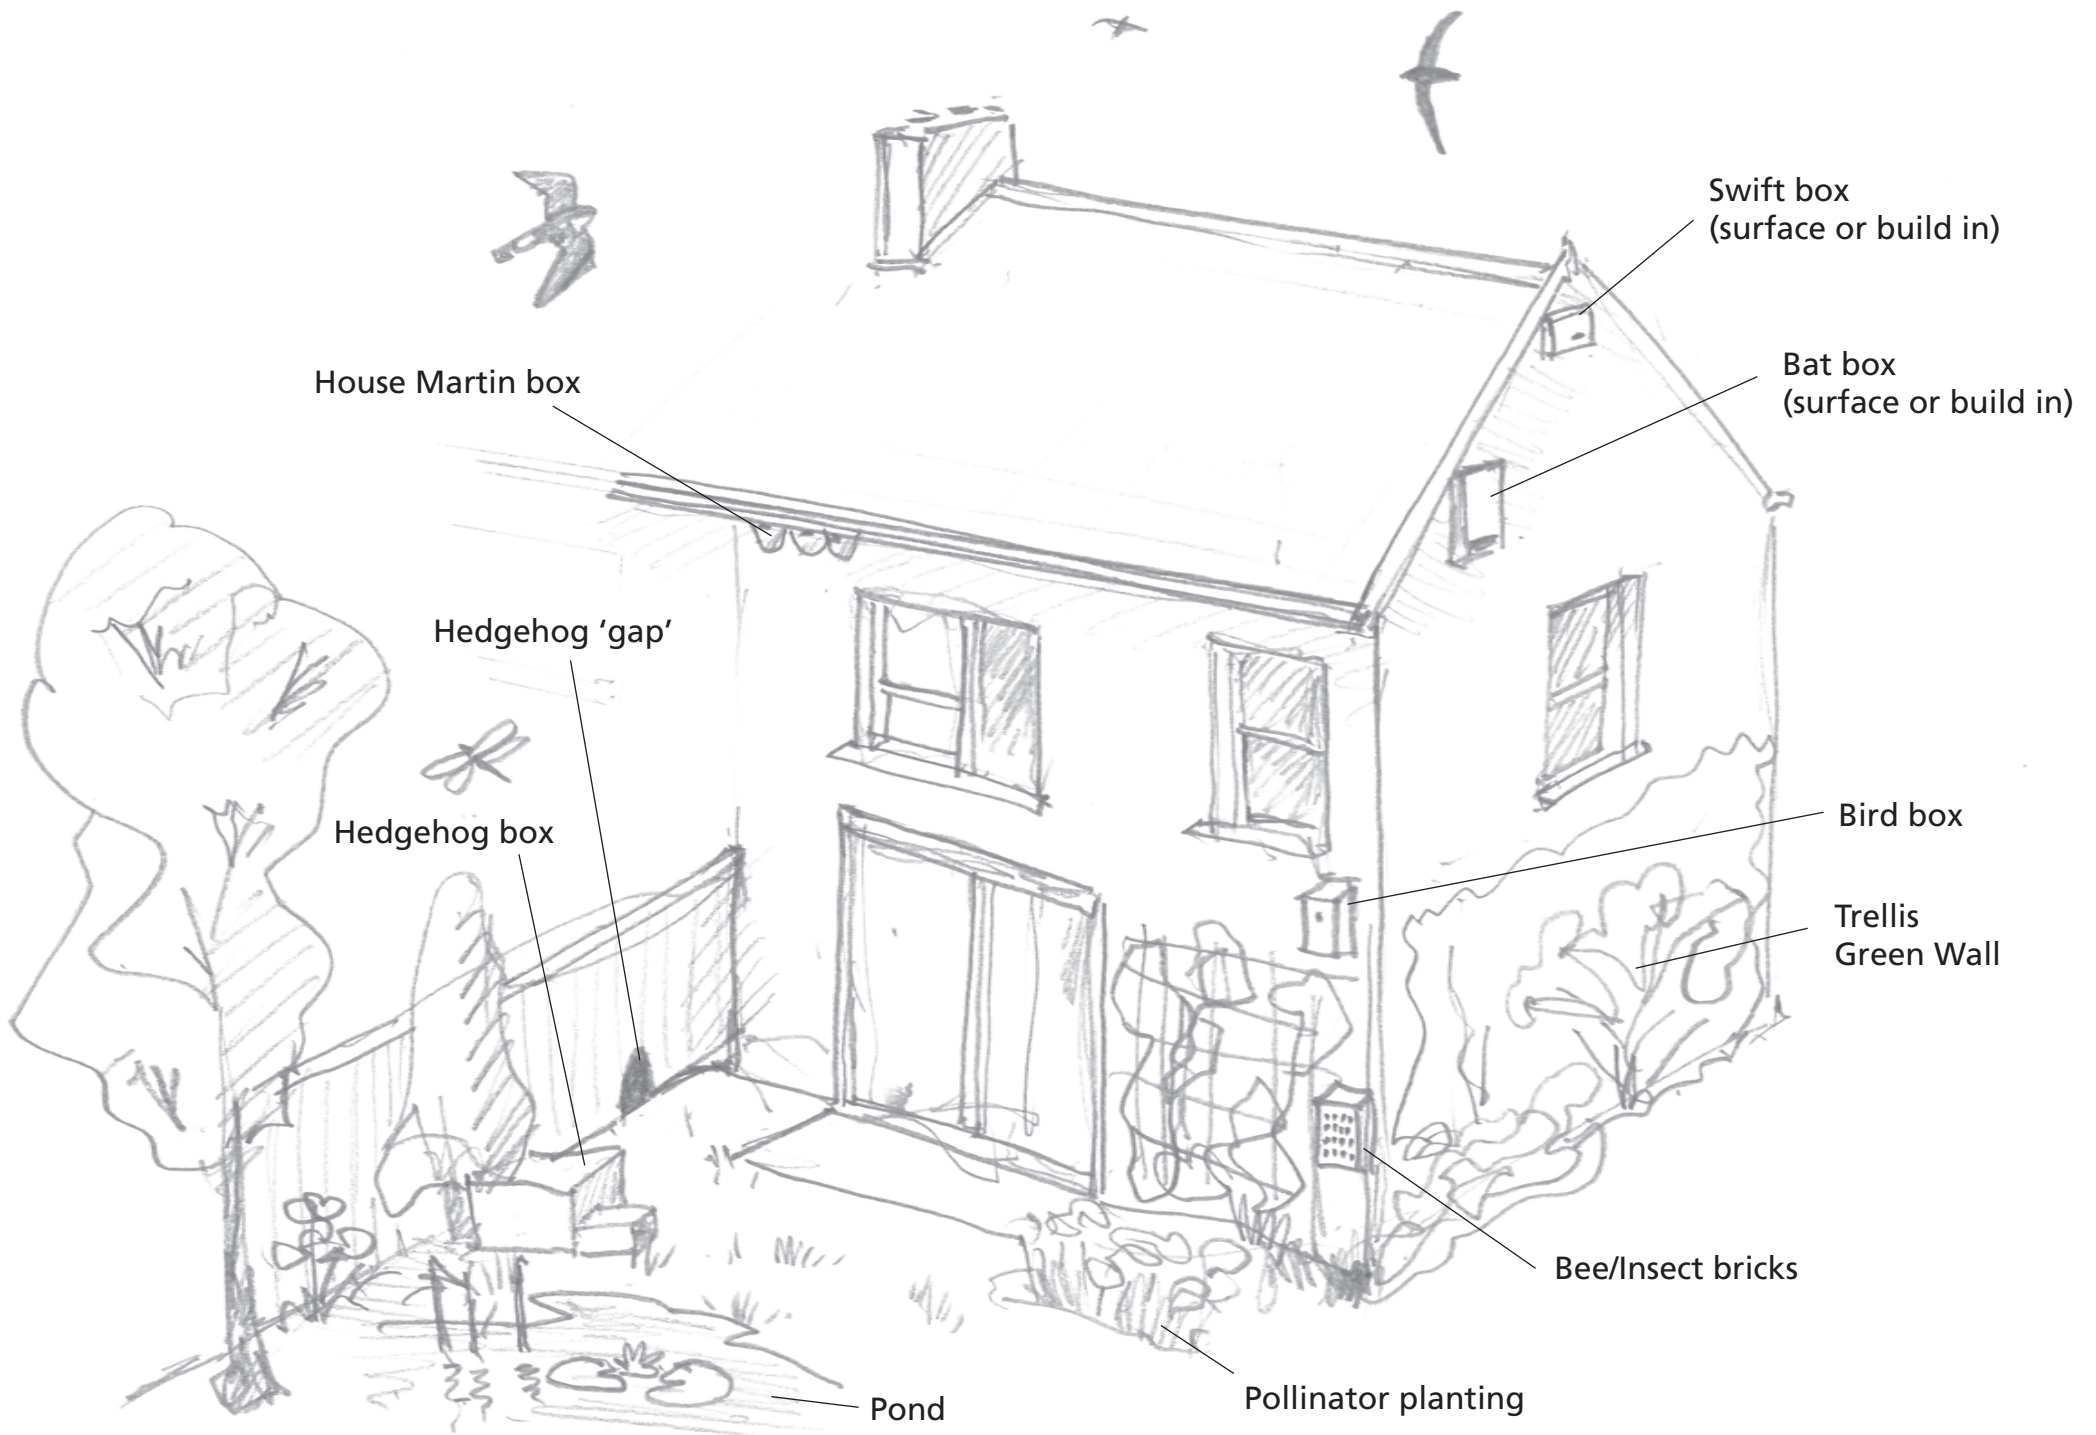 Swift box
(surface or build in)
Bat box
(surface or build in)
House Martin box
Hedgehog ‘gap’
Hedgehog box
Bird box
Trellis
Green Wall
Bee/Insect bricks
Pollinator planting
Pond